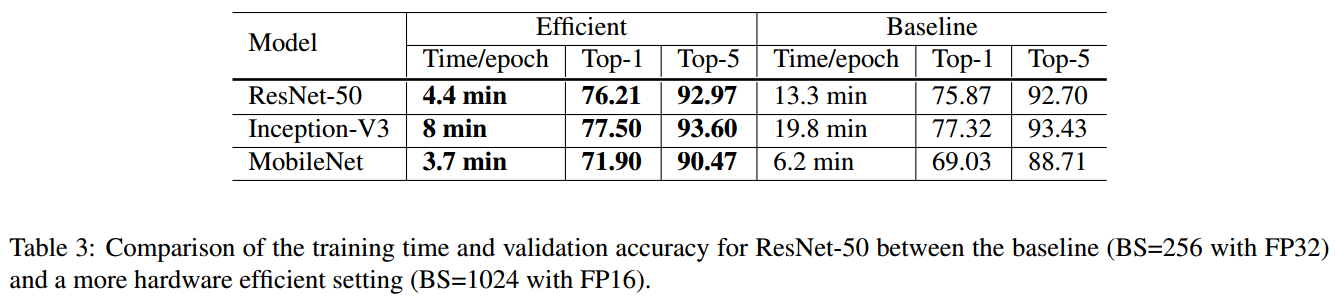 Model Efficient Baseline
Time/epoch Top-1 Top-5 Time/epoch Top-1 Top-5
ResNet-50 4.4 min 76.21 92.97 13.3 min 75.87 92.70
Inception-V3 8 min 77.50 93.60 19.8 min 77.32 93.43
MobileNet 3.7 min 71.90 90.47 6.2 min 69.03 88.71
Table 3: Comparison of the training time and validation accuracy for ResNet-50 between the baseline (BS=256 with FP32)
and a more hardware efficient setting (BS=1024 with FP16).